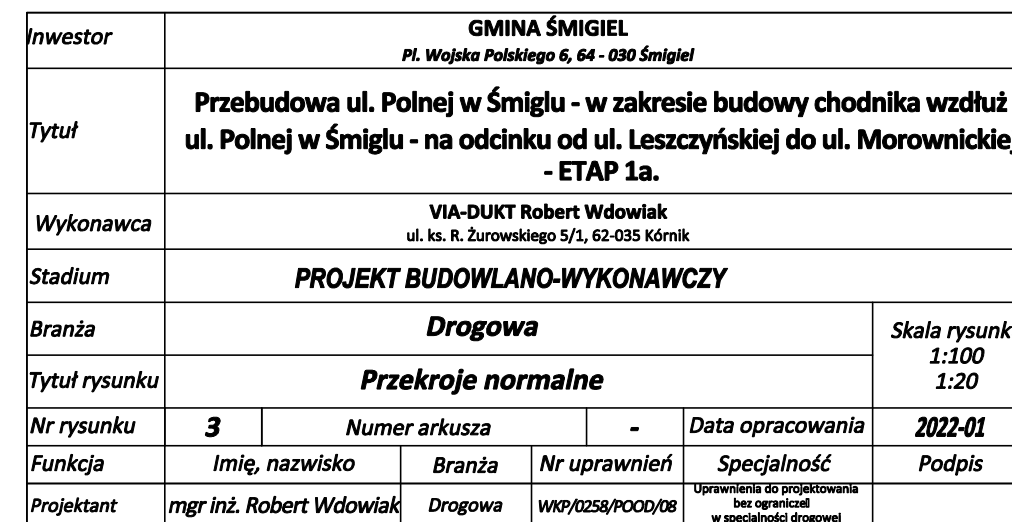 Inwestor
GMINA ŚMIGIEL
Pl. Wojska Polskiego 6, 64 - 030 Śmigiel
Tytuł
Przebudowa ul. Polnej w Śmiglu - w zakresie budowy chodnika wzdłuż
ul. Polnej w Śmiglu - na odcinku od ul. Leszczyńskiej do ul. Morownickiej
- ETAP 1a.
Wykonawca
VIA-DUKT Robert Wdowiak
ul. ks. R. Żurowskiego 5/1, 62-035 Kórnik
Stadium
PROJEKT BUDOWLANO-WYKONAWCZY
Branża
Drogowa
Skala rysunk
1:100
1:20
Tytuł rysunku
Przekroje normalne
Nr rysunku 3 Numer arkusza - Data opracowania 2022-01
Funkcja Imię, nazwisko Branża Nr uprawnień Specjalność Podpis
Projektant mgr inż. Robert Wdowiak Drogowa WKP/0258/POOD/08
Uprawnienia do projektowania
bez ograniczeń
w specjalności drogowej